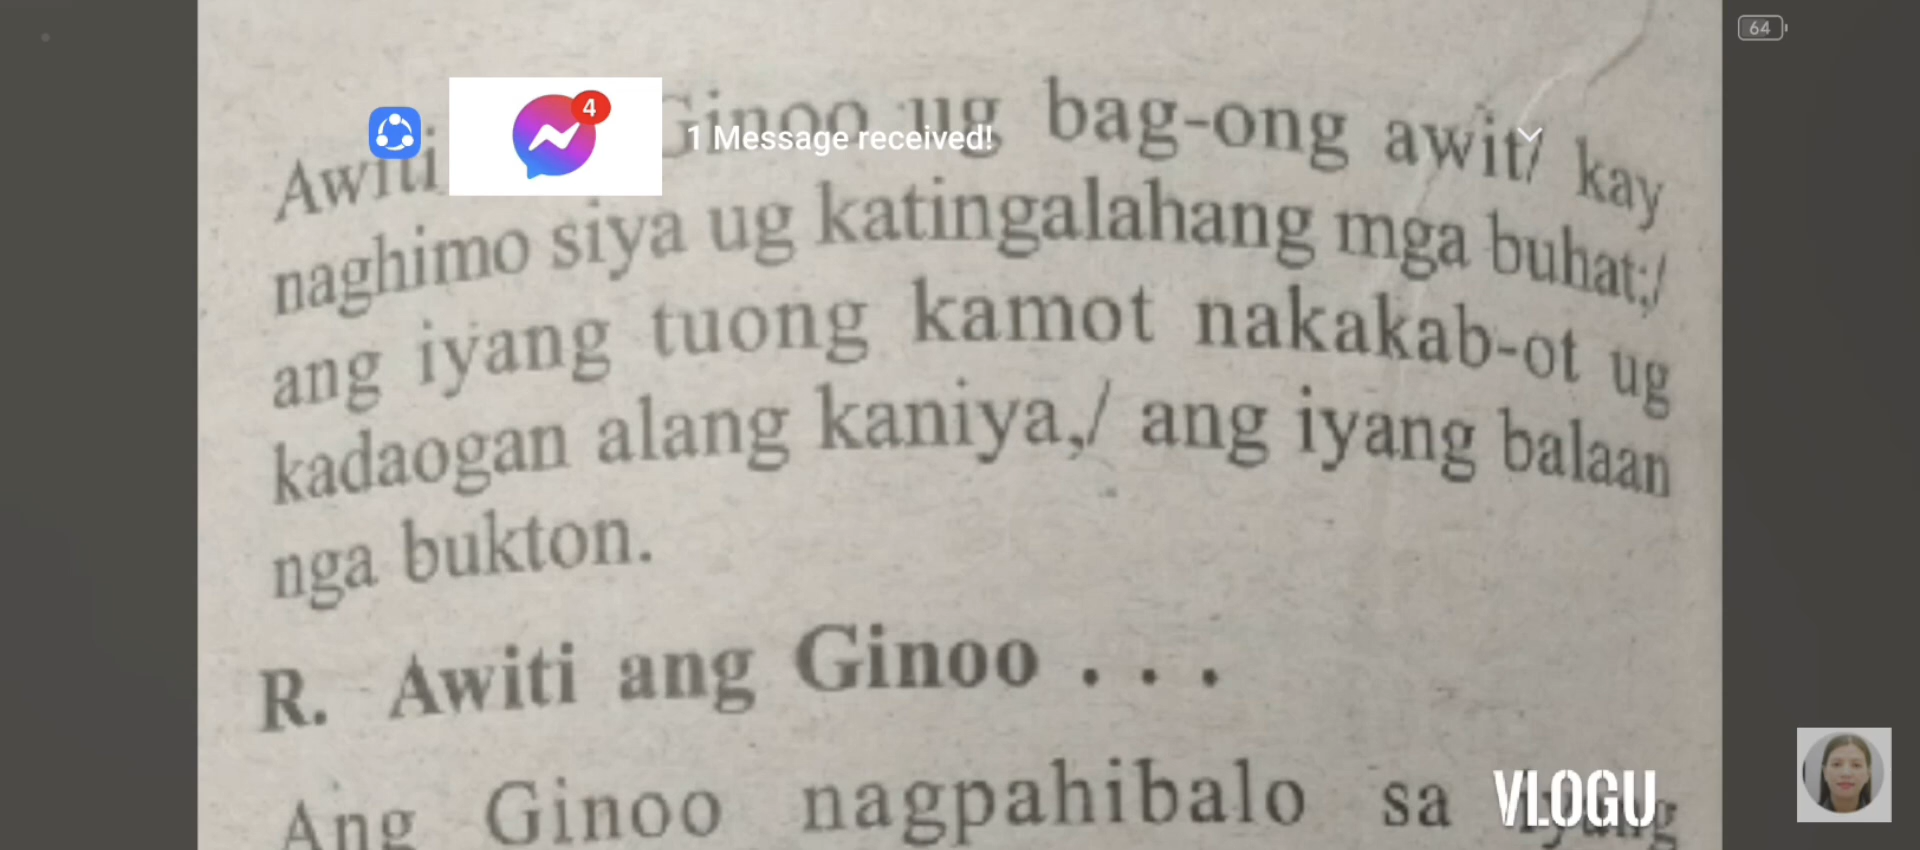 64
4
1 Message received!
Awiti Ginoo ug bag-ong awit/ kay
naghimo siya ug katingalahang mga buhat;/
ang iyang tuong kamot nakakab-ot ug
kadaogan alang kaniya,/ ang iyang balaan
nga bukton.
R. Awiti ang Ginoo . . .
Ang Ginoo nagpahibalo sa
VLOGU